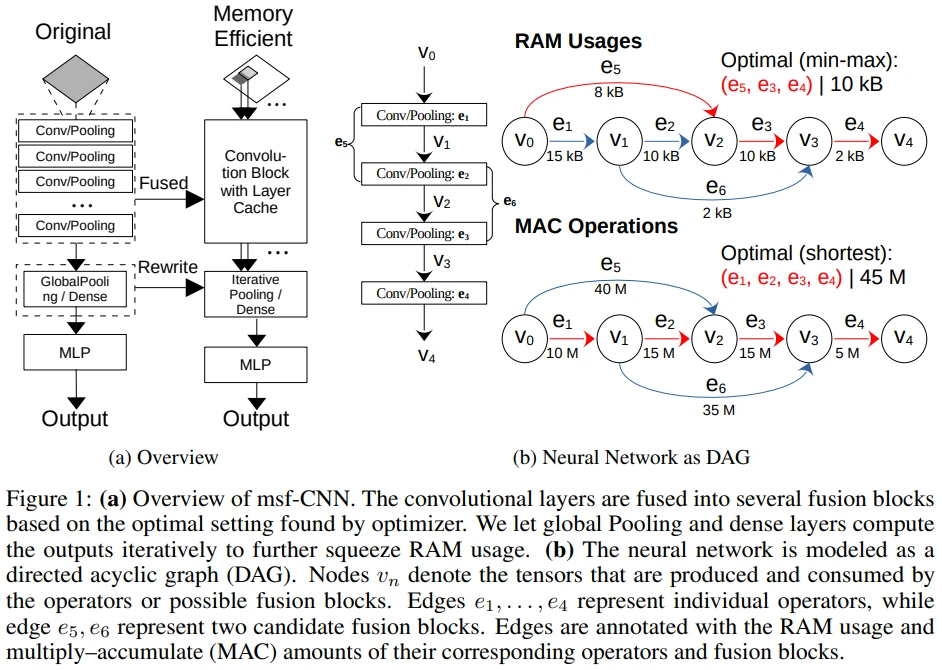 Original
Conv/Pooling
Conv/Pooling
Conv/Pooling
...
Conv/Pooling
GlobalPooli
ng / Dense
MLP
Output
Fused
Rewrite
Memory
Efficient
...
Convolu-
tion Block
with Layer
Cache
...
Iterative
Pooling /
Dense
MLP
Output
(a) Overview
v0
Conv/Pooling: e1
v1
Conv/Pooling: e2
v2
Conv/Pooling: e3
v3
Conv/Pooling: e4
v4
e5
e6
RAM Usages
Optimal (min-max):
(e5, e3, e4) | 10 kB
e5
8 kB
v0 e1 v1 e2 v2 e3 v3 e4 v4
15 kB 10 kB 10 kB 2 kB
e6
2 kB
MAC Operations
Optimal (shortest):
(e1, e2, e3, e4) | 45 M
e5
40 M
v0 e1 v1 e2 v2 e3 v3 e4 v4
10 M 15 M 15 M 5 M
e6
35 M
(b) Neural Network as DAG
Figure 1: (a) Overview of msf-CNN. The convolutional layers are fused into several fusion blocks
based on the optimal setting found by optimizer. We let global Pooling and dense layers compute
the outputs iteratively to further squeeze RAM usage. (b) The neural network is modeled as a
directed acyclic graph (DAG). Nodes vn denote the tensors that are produced and consumed by
the operators or possible fusion blocks. Edges e1, . . . , e4 represent individual operators, while
edge e5, e6 represent two candidate fusion blocks. Edges are annotated with the RAM usage and
multiply–accumulate (MAC) amounts of their corresponding operators and fusion blocks.